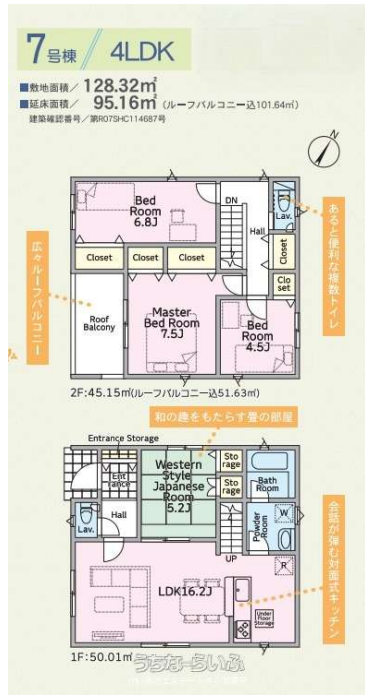 7号棟 4LDK
■敷地面積／128.32㎡
■延床面積／95.16㎡(ルーフバルコニー込101.64㎡)
建築確認番号／第R07SHC114687号
N
Bed Room 6.8J
DN
Hall
Lav.
Closet
Closet
Closet
Closet
Closet
Roof Balcony
Master Bed Room 7.5J
Bed Room 4.5J
広々ルーフバルコニー
あると便利な複数トイレ
2F:45.15㎡(ルーフバルコニー込51.63㎡)
和の趣をもたらす畳の部屋
Entrance Storage
Entrance
Western Style Japanese Room 5.2J
Storage
Storage
Bath Room
Lav.
Hall
Powder Room
W
UP
R
LDK16.2J
Under Floor Storage
会話が弾む対面式キッチン
1F:50.01㎡
うちなーらいふ